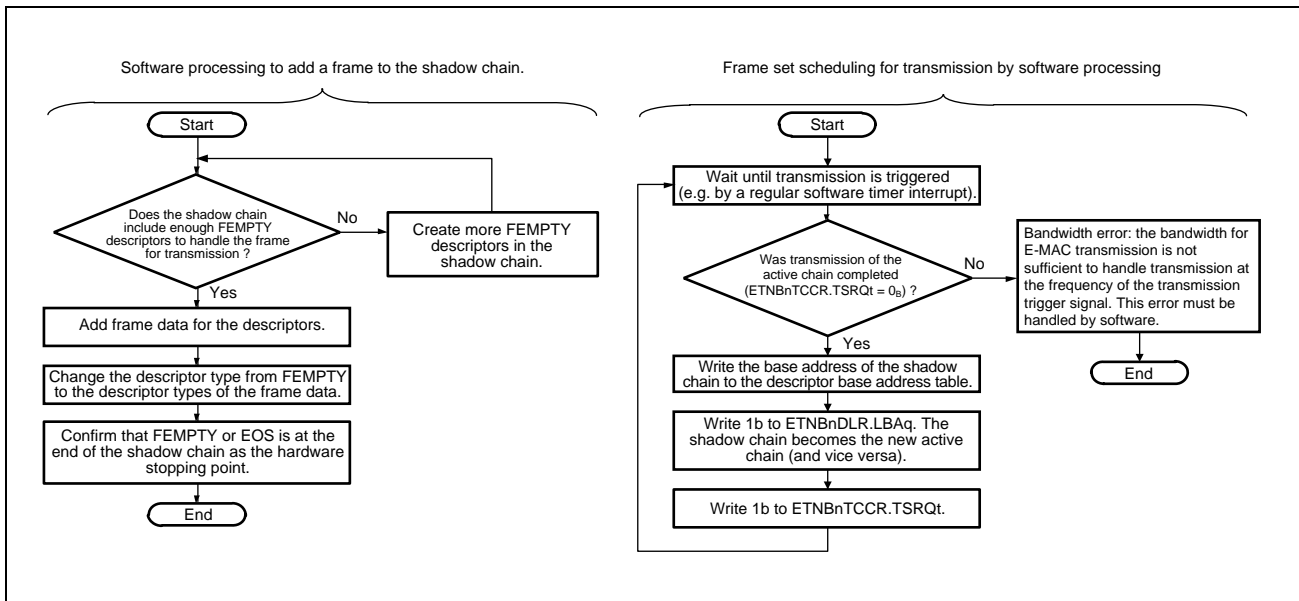 Software processing to add a frame to the shadow chain.
Start
Does the shadow chain
include enough FEMPTY
descriptors to handle the frame
for transmission ?
No
Create more FEMPTY
descriptors in the
shadow chain.
Yes
Add frame data for the descriptors.
Change the descriptor type from FEMPTY
to the descriptor types of the frame data.
Confirm that FEMPTY or EOS is at the
end of the shadow chain as the hardware
stopping point.
End
Frame set scheduling for transmission by software processing
Start
Wait until transmission is triggered
(e.g. by a regular software timer interrupt).
Was transmission of the
active chain completed
(ETNBnTCCR.TSRQt = 0B) ?
No
Bandwidth error: the bandwidth for
E-MAC transmission is not
sufficient to handle transmission at
the frequency of the transmission
trigger signal. This error must be
handled by software.
End
Yes
Write the base address of the shadow
chain to the descriptor base address table.
Write 1b to ETNBnDLR.LBAq. The
shadow chain becomes the new active
chain (and vice versa).
Write 1b to ETNBnTCCR.TSRQt.